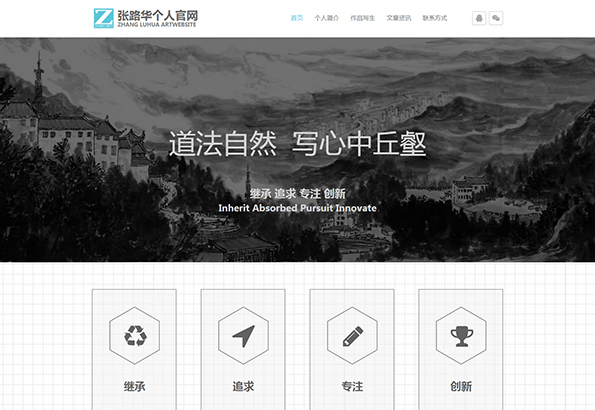 张路华个人官网
ZHANG LUHUA ARTWEBSITE
首页 个人简介 作品写生 文章资讯 联系方式
道法自然 写心中丘壑
继承 追求 专注 创新
Inherit Absorbed Pursuit Innovate
继承 追求 专注 创新